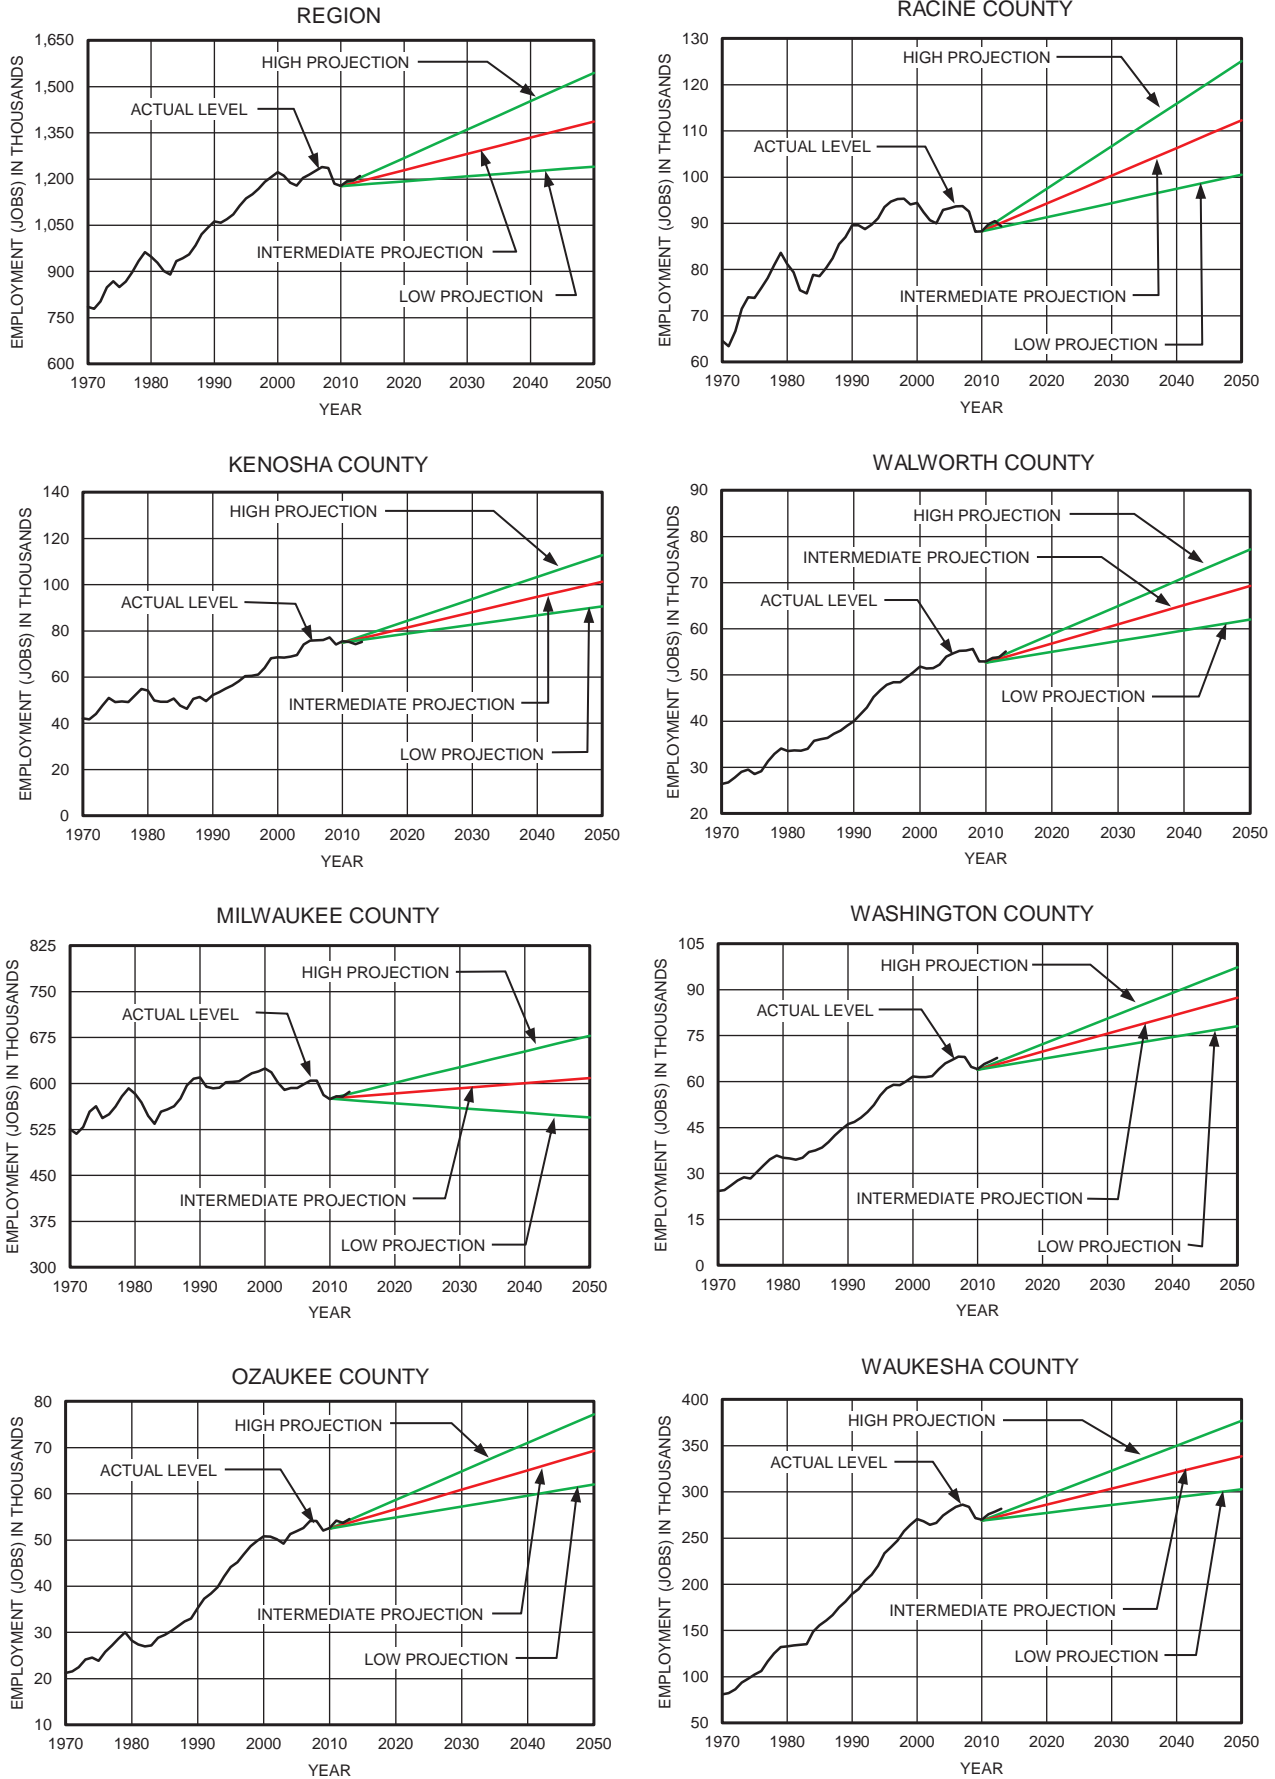 REGION
EMPLOYMENT (JOBS) IN THOUSANDS
1,650
1,500
1,350
1,200
1,050
900
750
600
HIGH PROJECTION
ACTUAL LEVEL
INTERMEDIATE PROJECTION
LOW PROJECTION
1970 1980 1990 2000 2010 2020 2030 2040 2050
YEAR
RACINE COUNTY
EMPLOYMENT (JOBS) IN THOUSANDS
130
120
110
100
90
80
70
60
HIGH PROJECTION
ACTUAL LEVEL
INTERMEDIATE PROJECTION
LOW PROJECTION
1970 1980 1990 2000 2010 2020 2030 2040 2050
YEAR
KENOSHA COUNTY
EMPLOYMENT (JOBS) IN THOUSANDS
140
120
100
80
60
40
20
0
HIGH PROJECTION
ACTUAL LEVEL
INTERMEDIATE PROJECTION
LOW PROJECTION
1970 1980 1990 2000 2010 2020 2030 2040 2050
YEAR
WALWORTH COUNTY
EMPLOYMENT (JOBS) IN THOUSANDS
90
80
70
60
50
40
30
20
HIGH PROJECTION
INTERMEDIATE PROJECTION
ACTUAL LEVEL
LOW PROJECTION
1970 1980 1990 2000 2010 2020 2030 2040 2050
YEAR
MILWAUKEE COUNTY
EMPLOYMENT (JOBS) IN THOUSANDS
825
750
675
600
525
450
375
300
HIGH PROJECTION
ACTUAL LEVEL
INTERMEDIATE PROJECTION
LOW PROJECTION
1970 1980 1990 2000 2010 2020 2030 2040 2050
YEAR
WASHINGTON COUNTY
EMPLOYMENT (JOBS) IN THOUSANDS
105
90
75
60
45
30
15
0
HIGH PROJECTION
ACTUAL LEVEL
INTERMEDIATE PROJECTION
LOW PROJECTION
1970 1980 1990 2000 2010 2020 2030 2040 2050
YEAR
OZAUKEE COUNTY
EMPLOYMENT (JOBS) IN THOUSANDS
80
70
60
50
40
30
20
10
HIGH PROJECTION
ACTUAL LEVEL
INTERMEDIATE PROJECTION
LOW PROJECTION
1970 1980 1990 2000 2010 2020 2030 2040 2050
YEAR
WAUKESHA COUNTY
EMPLOYMENT (JOBS) IN THOUSANDS
400
350
300
250
200
150
100
50
HIGH PROJECTION
ACTUAL LEVEL
INTERMEDIATE PROJECTION
LOW PROJECTION
1970 1980 1990 2000 2010 2020 2030 2040 2050
YEAR